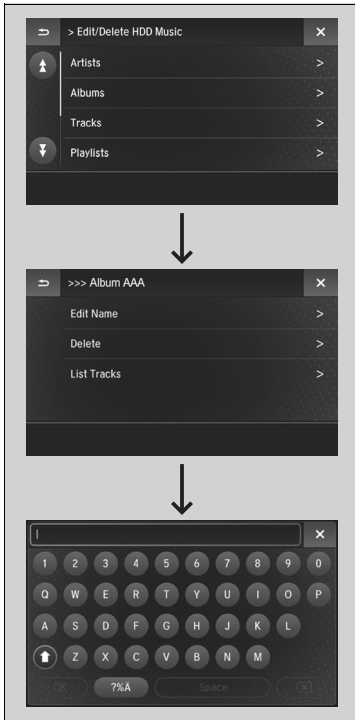 > Edit/Delete HDD Music ×
Artists >
Albums >
Tracks >
Playlists >
>>> Album AAA ×
Edit Name >
Delete >
List Tracks >
×
1 2 3 4 5 6 7 8 9 0
Q W E R T Y U I O P
A S D F G H J K L
Z X C V B N M
OK ?%Ä Space